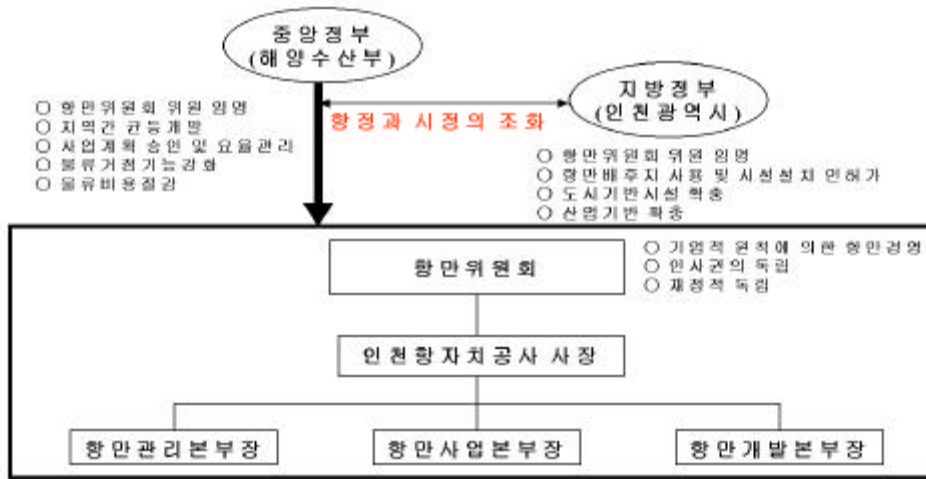 중앙정부
(해양수산부)
지방정부
(인천광역시)
항정과 시정의 조화
○ 항만위원회 위원 임명
○ 지역간 균등개발
○ 사업계획 승인 및 요율관리
○ 물류거점기능강화
○ 물류비용절감
○ 항만위원회 위원 임명
○ 항만배후지 사용 및 시설설치 인허가
○ 도시기반시설 확충
○ 산업기반 확충
항만위원회
○ 기업적 원칙에 의한 항만경영
○ 인사권의 독립
○ 재정적 독립
인천항자치공사 사장
항만관리본부장
항만사업본부장
항만개발본부장